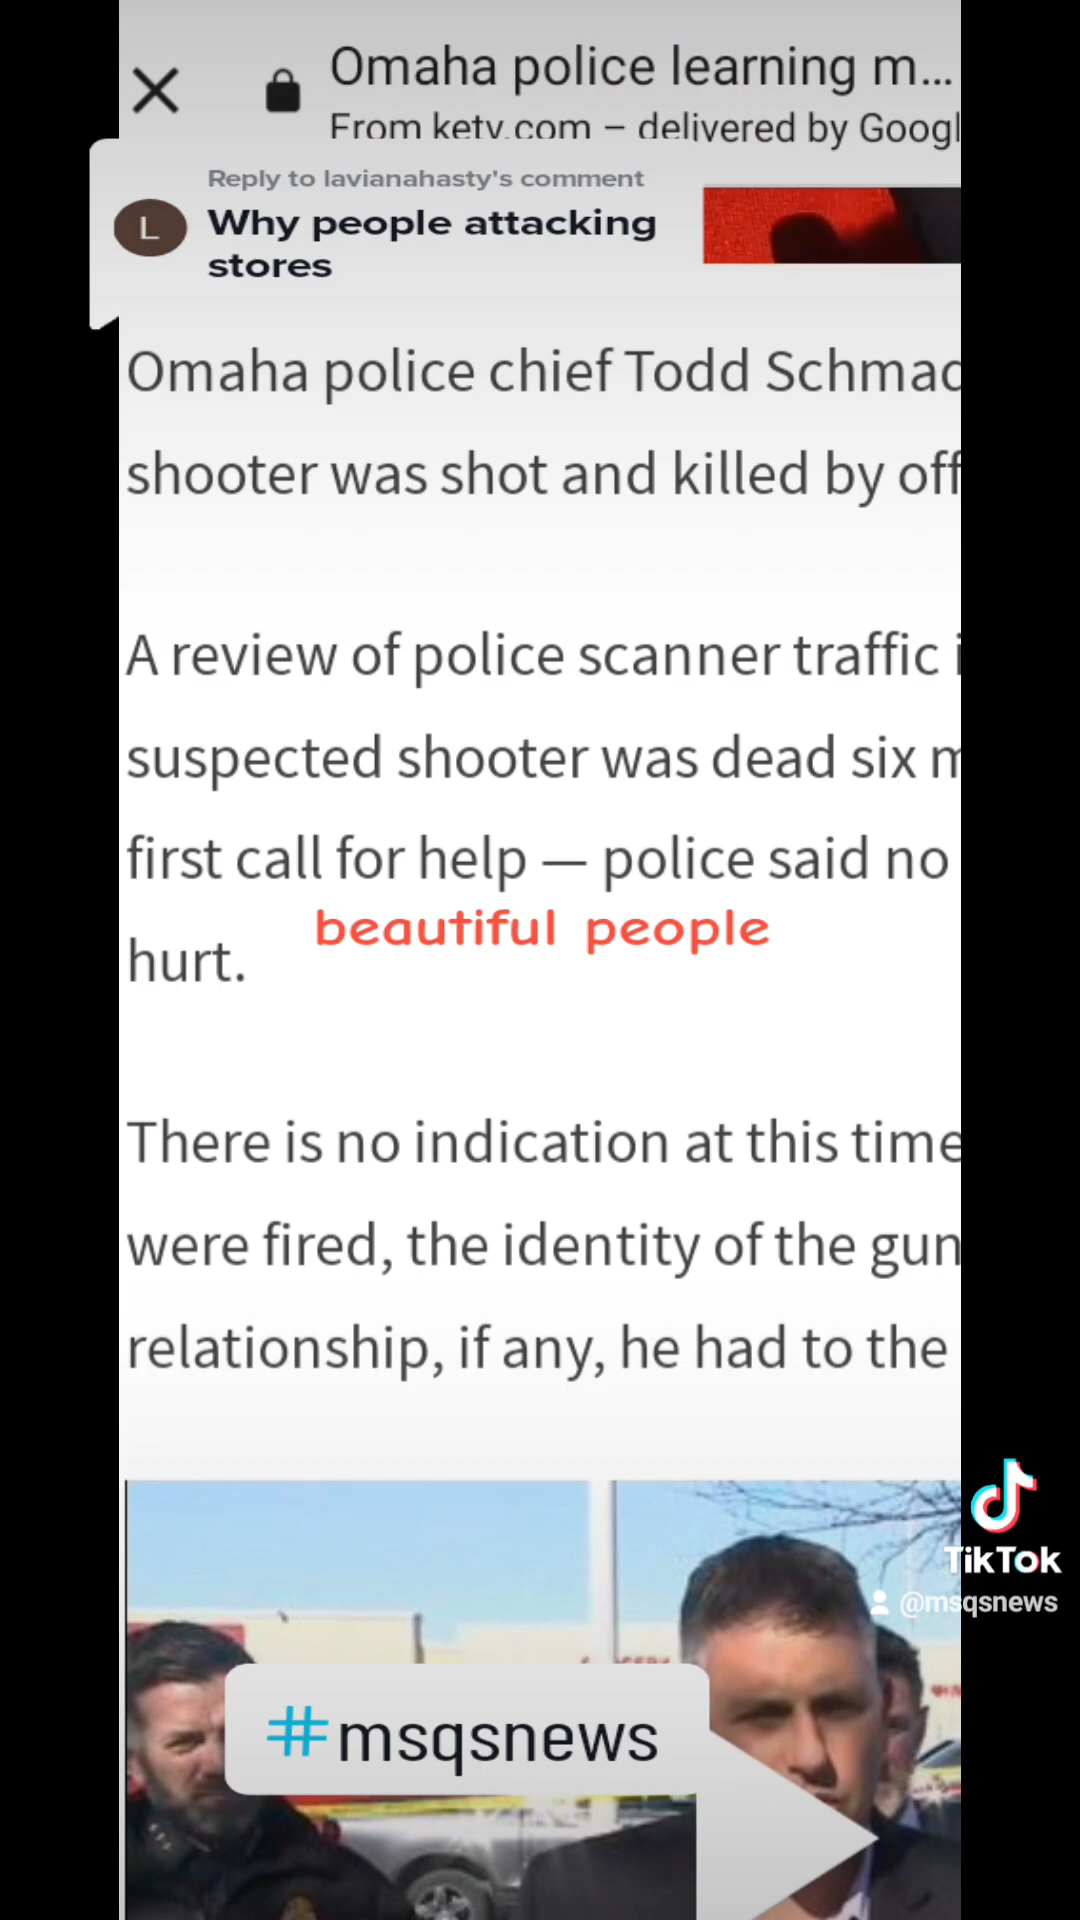 Omaha police learning m...
From ketv.com – delivered by Googl
Reply to lavianahasty's comment
L
Why people attacking
stores
Omaha police chief Todd Schmad
shooter was shot and killed by off
A review of police scanner traffic i
suspected shooter was dead six m
first call for help — police said no
beautiful people
hurt.
There is no indication at this time
were fired, the identity of the gun
relationship, if any, he had to the
TikTok
@msqsnews
#msqsnews